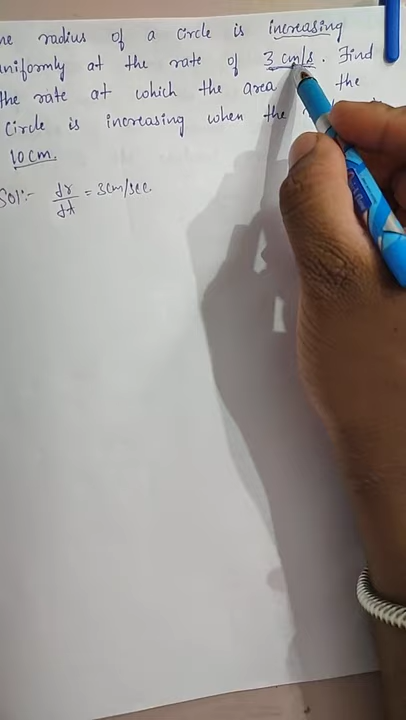 radius of a circle is increasing
uniformly at the rate of 3 cm/s. Find
the rate at which the area the
circle is increasing when the
10 cm.
Sol:- dr/dt = 3cm/sec.